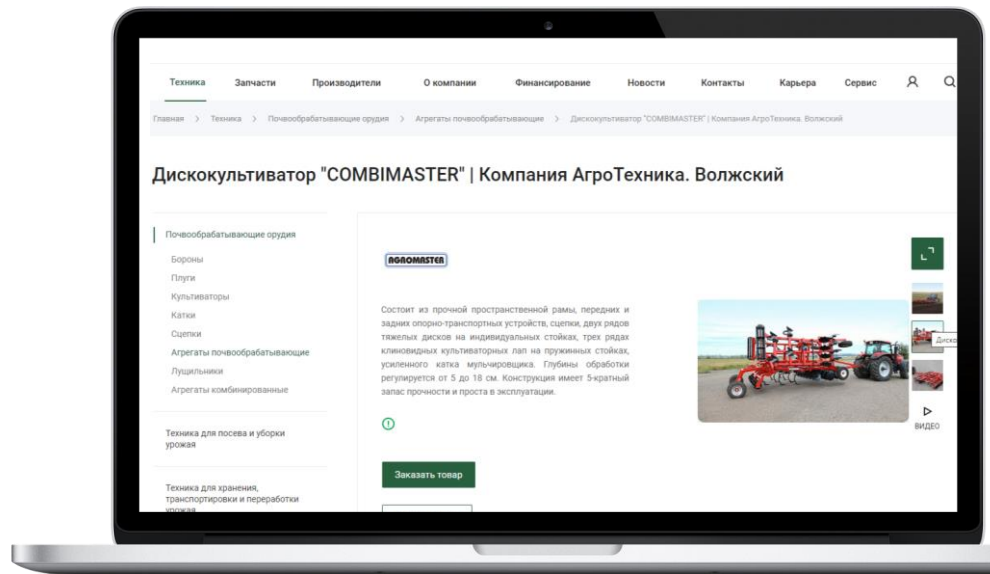 Техника Запчасти Производители О компании Финансирование Новости Контакты Карьера Сервис
Главная > Техника > Почвообрабатывающие орудия > Агрегаты почвообрабатывающие > Дискокультиватор "COMBIMASTER" | Компания АгроТехника. Волжский
Дискокультиватор "COMBIMASTER" | Компания АгроТехника. Волжский
Почвообрабатывающие орудия
Бороны
Плуги
Культиваторы
Катки
Сцепки
Агрегаты почвообрабатывающие
Лущильники
Агрегаты комбинированные
Техника для посева и уборки
урожая
Техника для хранения,
транспортировки и переработки
урожая
AGROMASTER
Состоит из прочной пространственной рамы, передних и
задних опорно-транспортных устройств, сцепки, двух рядов
тяжелых дисков на индивидуальных стойках, трех рядах
клиновидных культиваторных лап на пружинных стойках,
усиленного катка мульчировщика. Глубины обработки
регулируется от 5 до 18 см. Конструкция имеет 5-кратный
запас прочности и проста в эксплуатации.
Заказать товар
Диско
ВИДЕО